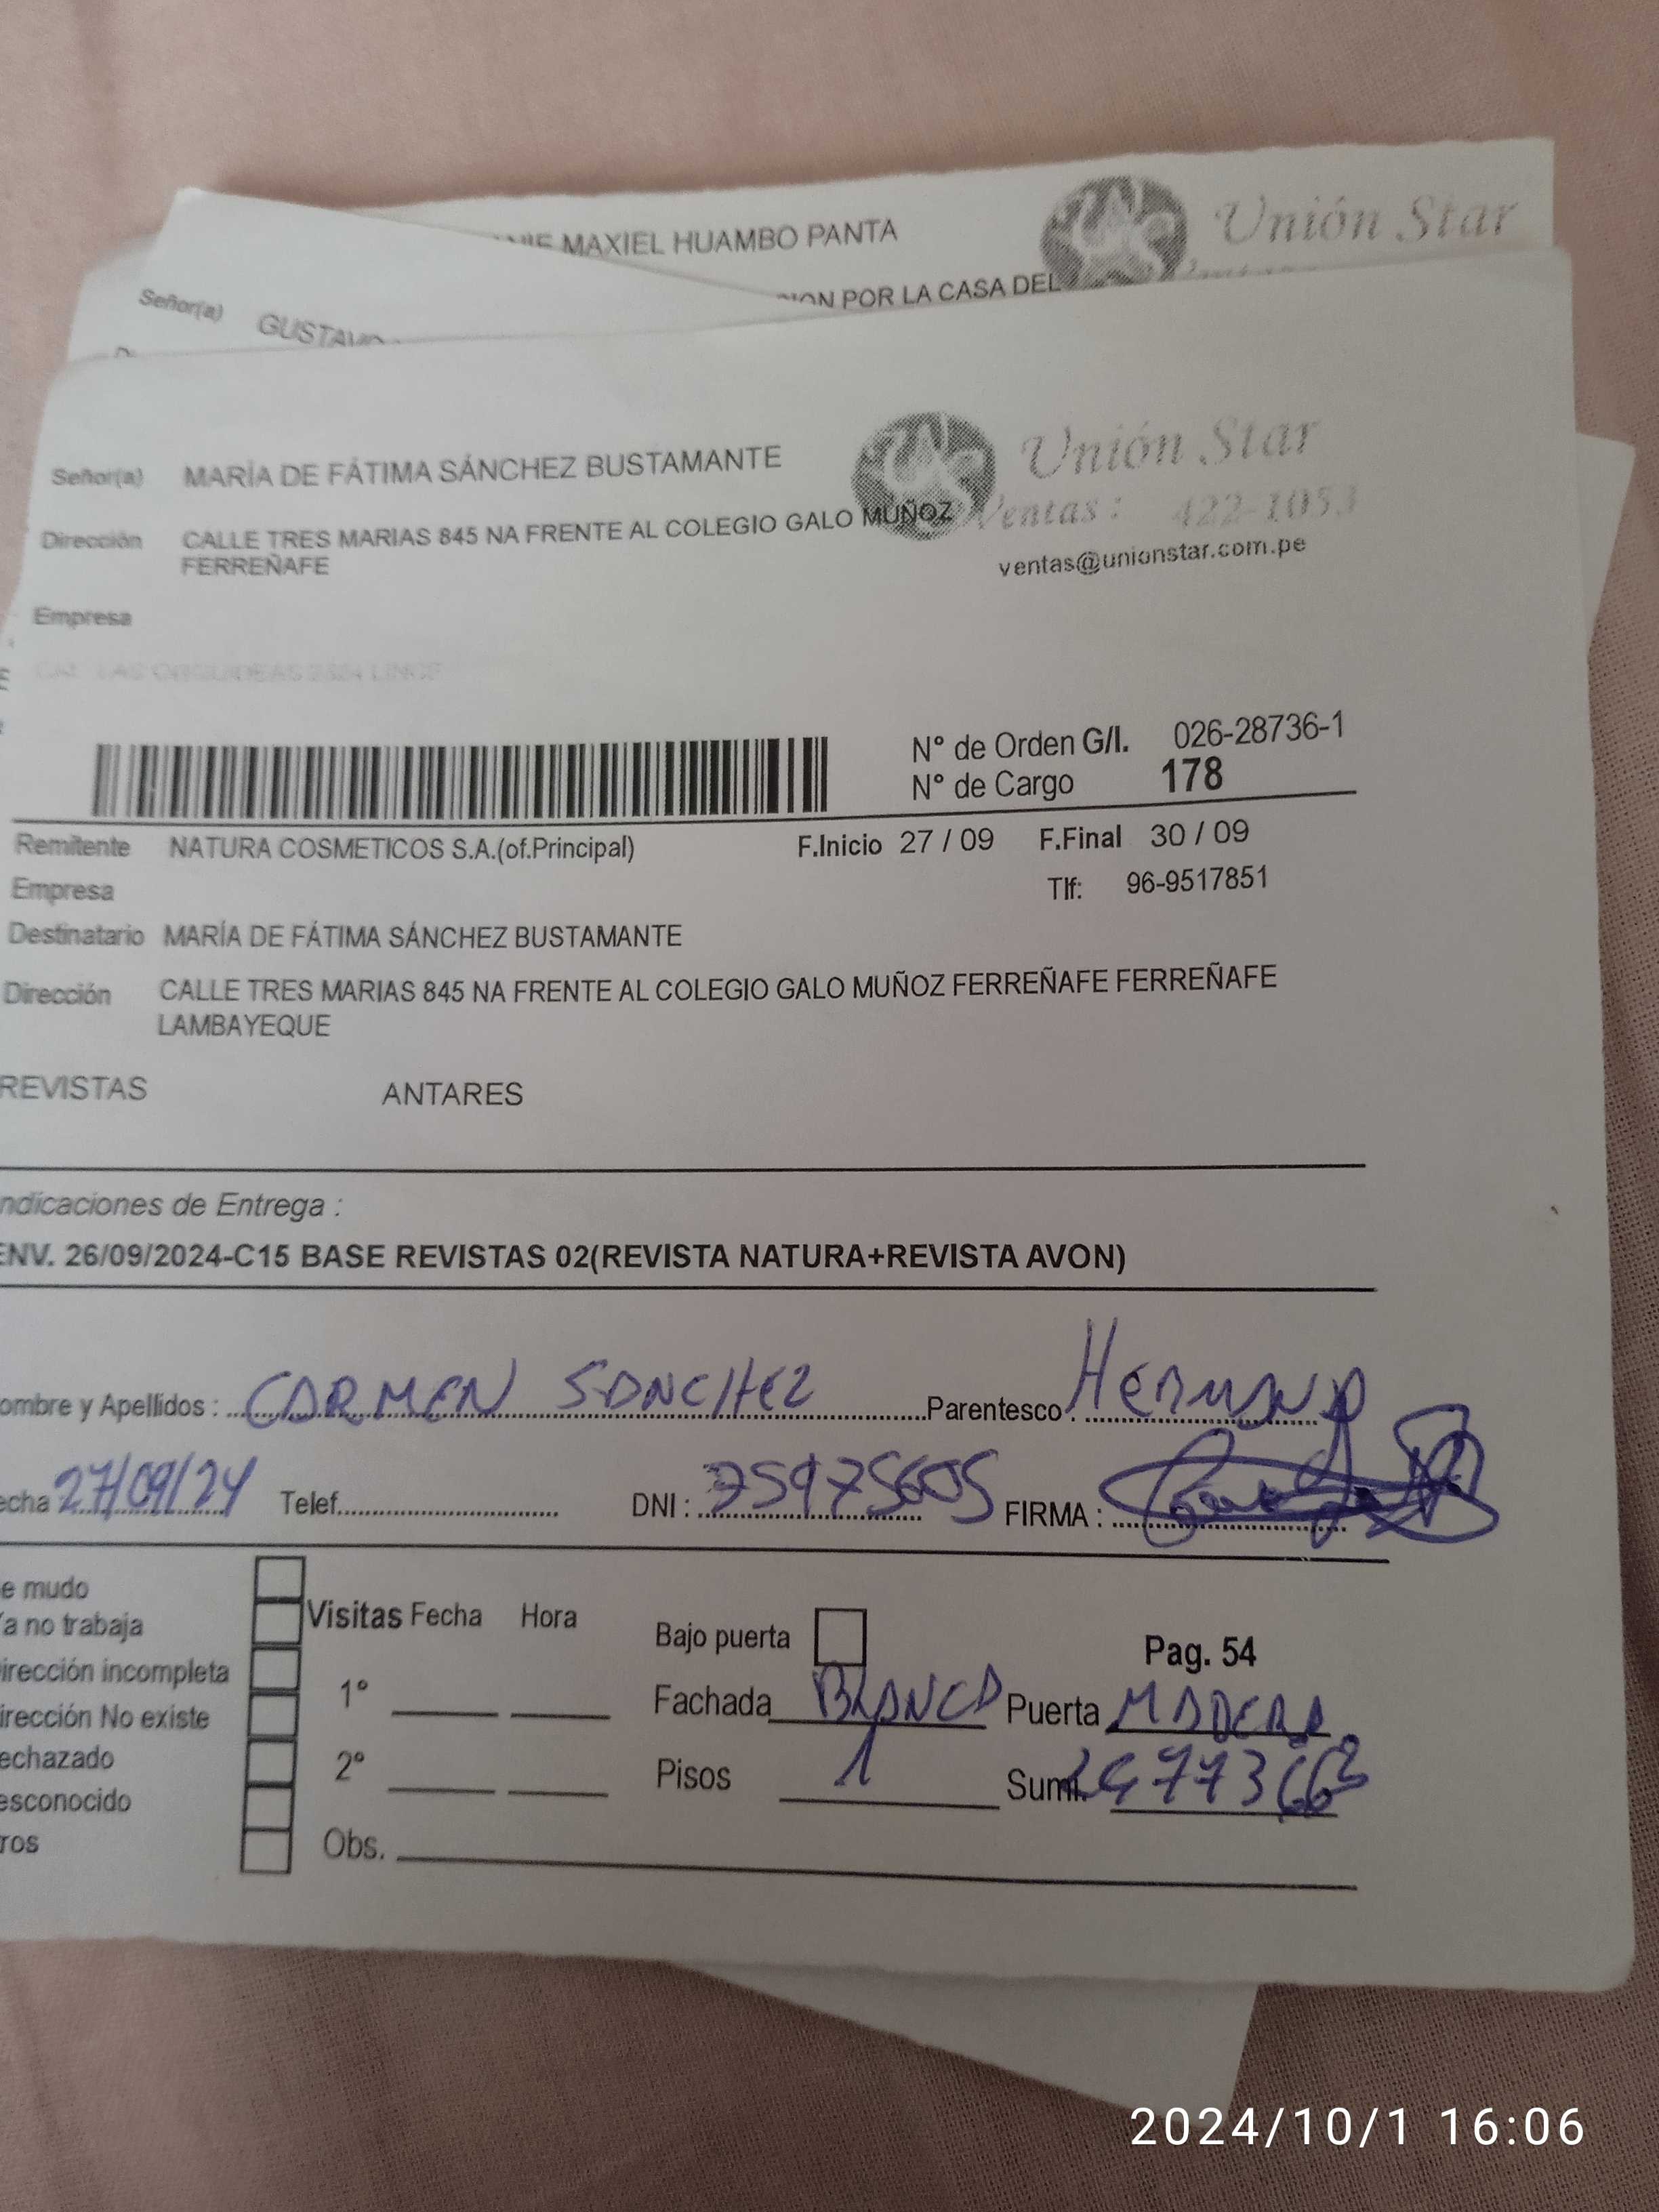 MAXIEL HUAMBO PANTA
Unión Star
POR LA CASA DEL
Señor(a)
Señor(a) MARÍA DE FÁTIMA SÁNCHEZ BUSTAMANTE
Unión Star
Dirección CALLE TRES MARIAS 845 NA FRENTE AL COLEGIO GALO MUÑOZ
FERREÑAFE
Ventas : 422-1053
ventas@unionstar.com.pe
Empresa
N° de Orden G/I. 026-28736-1
N° de Cargo 178
Remitente NATURA COSMETICOS S.A.(of.Principal) F.Inicio 27 / 09 F.Final 30 / 09
Empresa Tlf: 96-9517851
Destinatario MARÍA DE FÁTIMA SÁNCHEZ BUSTAMANTE
Dirección CALLE TRES MARIAS 845 NA FRENTE AL COLEGIO GALO MUÑOZ FERREÑAFE FERREÑAFE
LAMBAYEQUE
REVISTAS ANTARES
ndicaciones de Entrega :
ENV. 26/09/2024-C15 BASE REVISTAS 02(REVISTA NATURA+REVISTA AVON)
ombre y Apellidos : CARMEN SANCHEZ Parentesco : HERMANA
echa 27/09/24 Telef. DNI : 75975605 FIRMA :
e mudo
Ya no trabaja
irección incompleta
irección No existe
echazado
esconocido
ros
Visitas Fecha Hora
1°
2°
Obs.
Bajo puerta Pag. 54
Fachada BLANCA Puerta MADERA
Pisos 1 Sumi.
2024/10/1 16:06